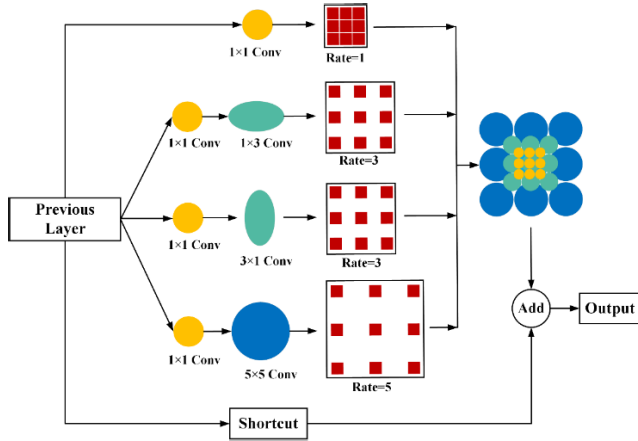 1×1 Conv
Rate=1
1×1 Conv
1×3 Conv
Rate=3
Previous
Layer
1×1 Conv
3×1 Conv
Rate=3
Add
Output
1×1 Conv
5×5 Conv
Rate=5
Shortcut